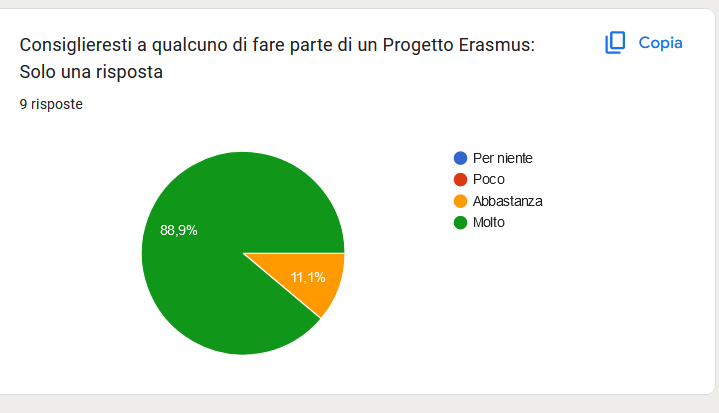 Consiglieresti a qualcuno di fare parte di un Progetto Erasmus:
Solo una risposta
Copia
9 risposte
Per niente
Poco
Abbastanza
Molto
88,9%
11,1%